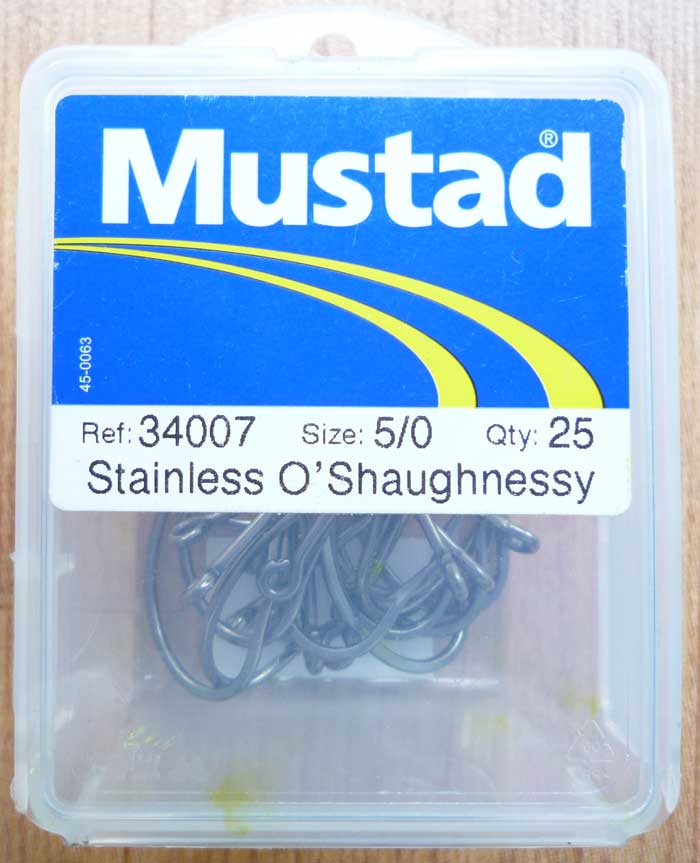 Mustad®
45-0063
Ref: 34007 Size: 5/0 Qty: 25
Stainless O'Shaughnessy